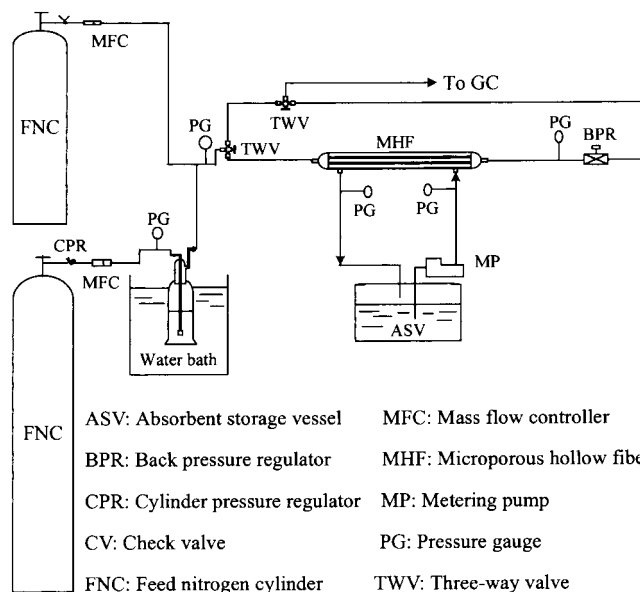 MFC
To GC
FNC
PG
TWV
PG
BPR
TWV
MHF
PG
PG
PG
CPR
MP
MFC
ASV
Water bath
FNC
ASV: Absorbent storage vessel
MFC: Mass flow controller
BPR: Back pressure regulator
MHF: Microporous hollow fibe
CPR: Cylinder pressure regulator
MP: Metering pump
CV: Check valve
PG: Pressure gauge
FNC: Feed nitrogen cylinder
TWV: Three-way valve